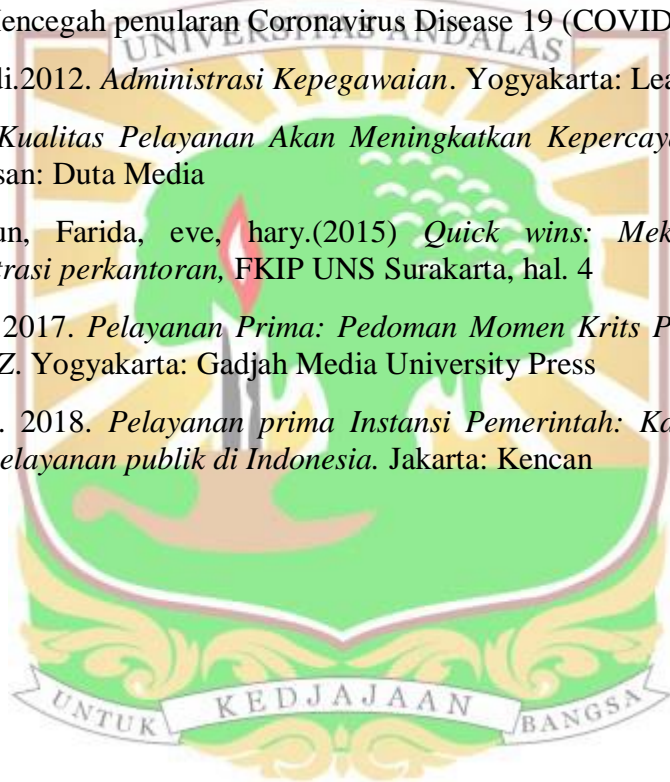 encegah penularan Coronavirus Disease 19 (COVID
UNIVERSITAS ANDALAS
di.2012. Administrasi Kepegawaian. Yogyakarta: Lea
Kualitas Pelayanan Akan Meningkatkan Kepercaya
san: Duta Media
un, Farida, eve, hary.(2015) Quick wins: Mek
trasi perkantoran, FKIP UNS Surakarta, hal. 4
2017. Pelayanan Prima: Pedoman Momen Krits P
Z. Yogyakarta: Gadjah Media University Press
. 2018. Pelayanan prima Instansi Pemerintah: Ka
elayanan publik di Indonesia. Jakarta: Kencan
UNTUK KEDJAJAAN BANGSA